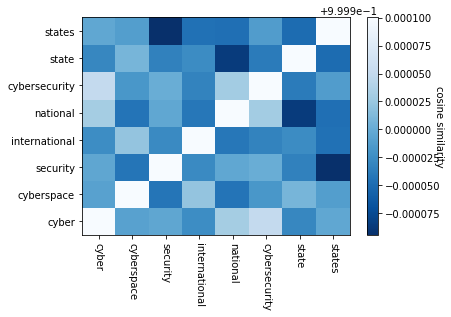 +9.999e−1
states
state
cybersecurity
national
international
security
cyberspace
cyber
cyber
cyberspace
security
international
national
cybersecurity
state
states
0.000100
0.000075
0.000050
0.000025
0.000000
−0.000025
−0.000050
−0.000075
cosine similarity